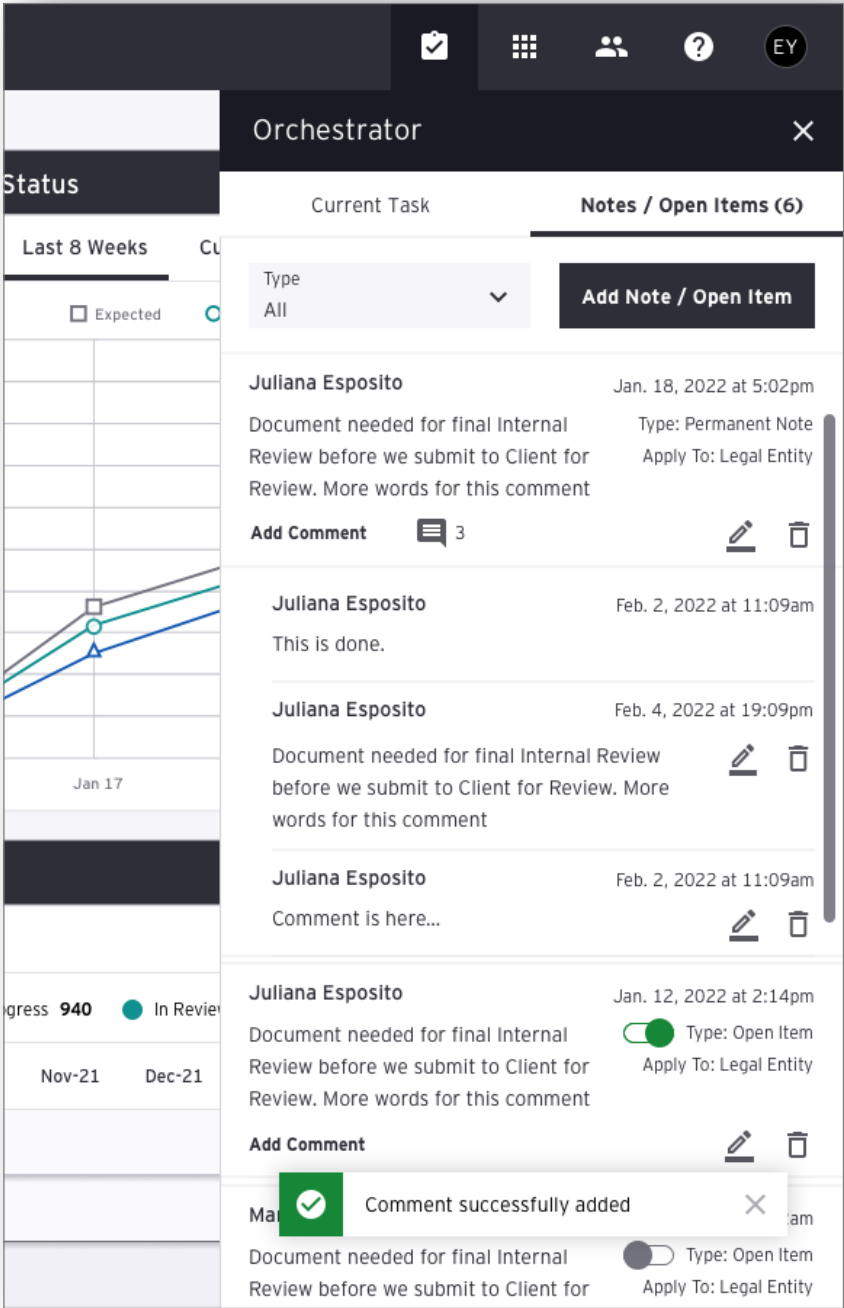 EY
Orchestrator
Status
Current Task
Notes / Open Items (6)
Last 8 Weeks
Type
All
Add Note / Open Item
Expected
Juliana Esposito
Jan. 18, 2022 at 5:02pm
Document needed for final Internal
Review before we submit to Client for
Review. More words for this comment
Type: Permanent Note
Apply To: Legal Entity
Add Comment
3
Juliana Esposito
Feb. 2, 2022 at 11:09am
This is done.
Juliana Esposito
Feb. 4, 2022 at 19:09pm
Document needed for final Internal Review
before we submit to Client for Review. More
words for this comment
Jan 17
Juliana Esposito
Feb. 2, 2022 at 11:09am
Comment is here...
Juliana Esposito
Jan. 12, 2022 at 2:14pm
940
In
Document needed for final Internal
Review before we submit to Client for
Review. More words for this comment
Type: Open Item
Apply To: Legal Entity
Nov-21
Dec-21
Add Comment
Comment successfully added
am
Document needed for final Internal
Review before we submit to Client for
Type: Open Item
Apply To: Legal Entity